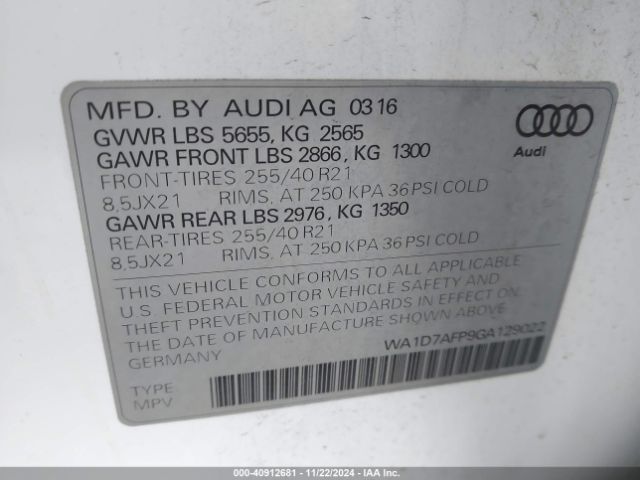 MFD. BY AUDI AG 03 16
GVWR LBS 5655, KG 2565
GAWR FRONT LBS 2866, KG 1300
FRONT-TIRES 255/40 R21
8,5JX21 RIMS, AT 250 KPA 36 PSI COLD
GAWR REAR LBS 2976, KG 1350
REAR-TIRES 255/40 R21
8,5JX21 RIMS, AT 250 KPA 36 PSI COLD
Audi
THIS VEHICLE CONFORMS TO ALL APPLICABLE
U.S. FEDERAL MOTOR VEHICLE SAFETY AND
THEFT PREVENTION STANDARDS IN EFFECT ON
THE DATE OF MANUFACTURE SHOWN ABOVE
GERMANY
WA1D7AFP9GA129022
TYPE
MPV
000-40912681 - 11/22/2024 - IAA Inc.